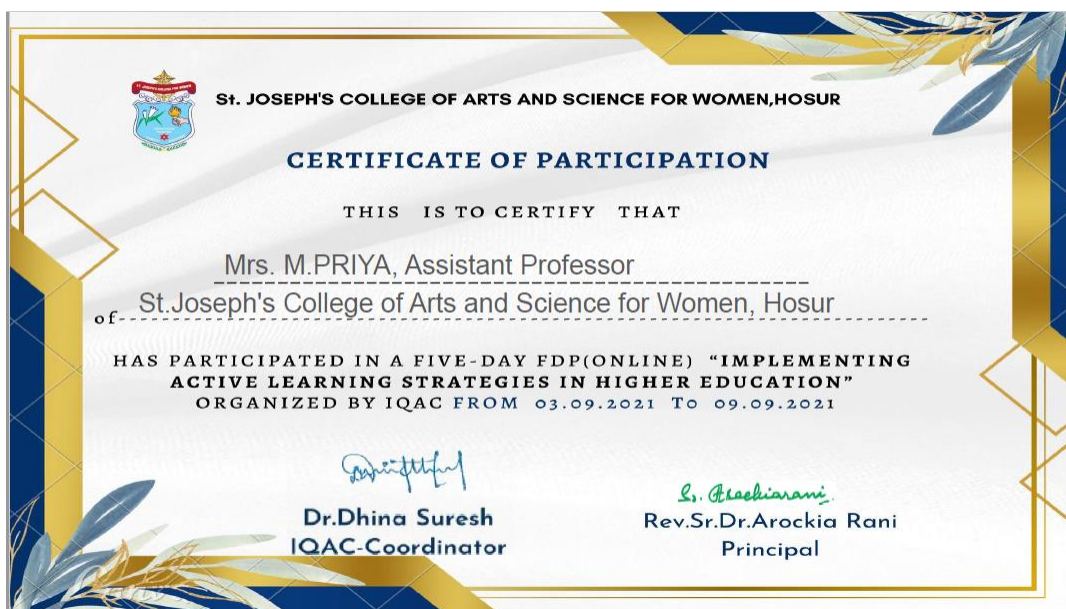 St. JOSEPH'S COLLEGE OF ARTS AND SCIENCE FOR WOMEN,HOSUR
CERTIFICATE OF PARTICIPATION
THIS IS TO CERTIFY THAT
Mrs. M.PRIYA, Assistant Professor
of St.Joseph's College of Arts and Science for Women, Hosur
HAS PARTICIPATED IN A FIVE-DAY FDP(ONLINE) “IMPLEMENTING
ACTIVE LEARNING STRATEGIES IN HIGHER EDUCATION”
ORGANIZED BY IQAC FROM 03.09.2021 TO 09.09.2021
Dr.Dhina Suresh
IQAC-Coordinator
Rev.Sr.Dr.Arockia Rani
Principal